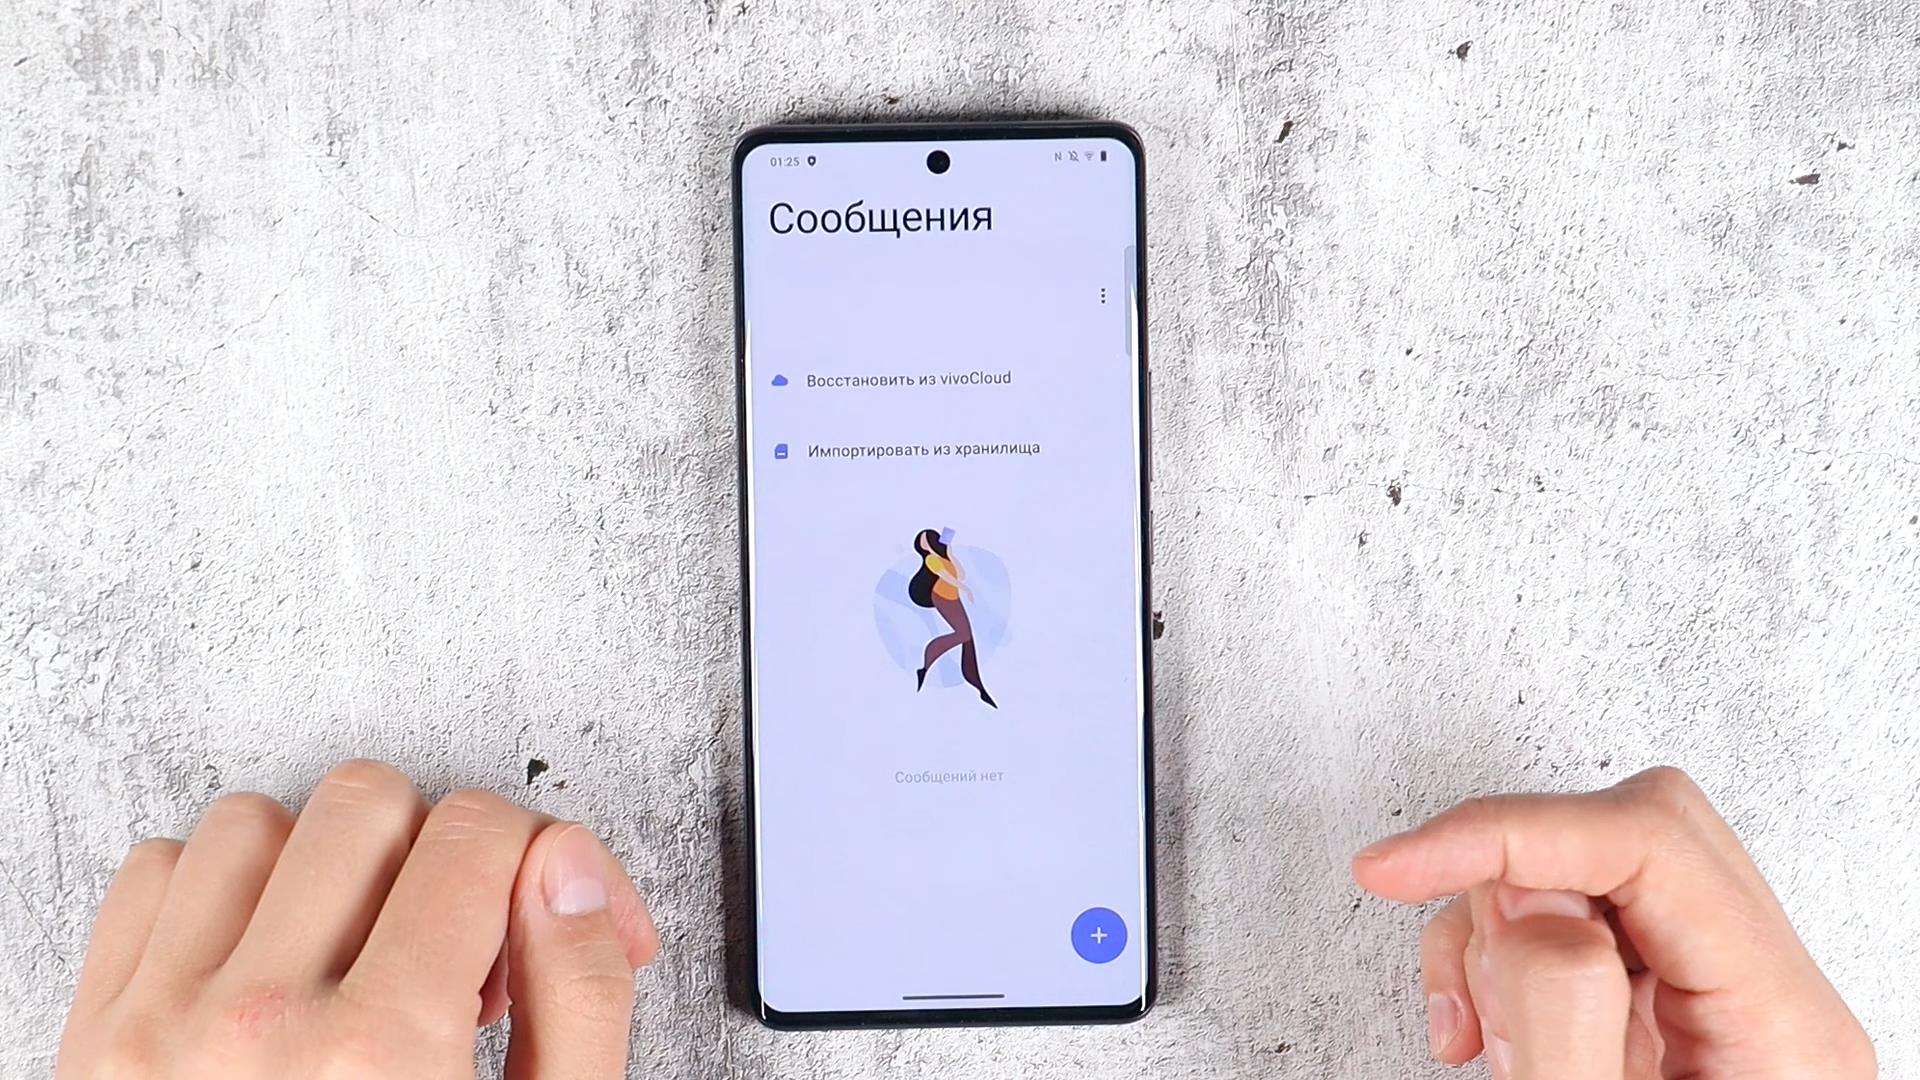 01:25 N
Сообщения
Восстановить из vivoCloud
Импортировать из хранилища
Сообщений нет